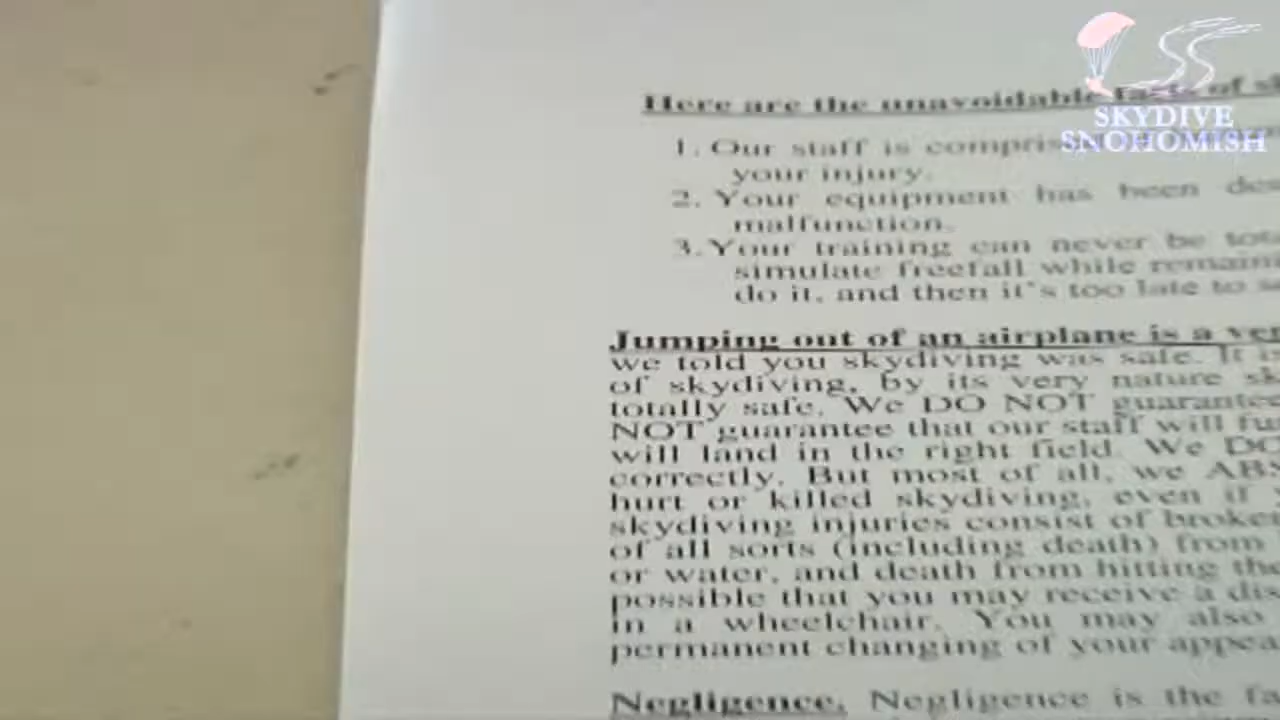 Here are the unavoidable facts of
1. Our staff is
your injury.
2. Your equipment has been
malfunction.
3. Your training can never be
simulate freefall while
do it, and then it's too late to
Jumping out of an airplane is a
we told you skydiving was safe. It
of skydiving, by its very nature
totally safe. We DO NOT guarantee
NOT guarantee that our staff will
will land in the right field. We DO
correctly. But most of all, we
hurt or killed skydiving, even if
skydiving injuries consist of
of all sorts (including death) from
or water, and death from hitting the
possible that you may receive a
in a wheelchair. You may also
permanent changing of your
Negligence. Negligence is the
SKYDIVE
SNOHOMISH